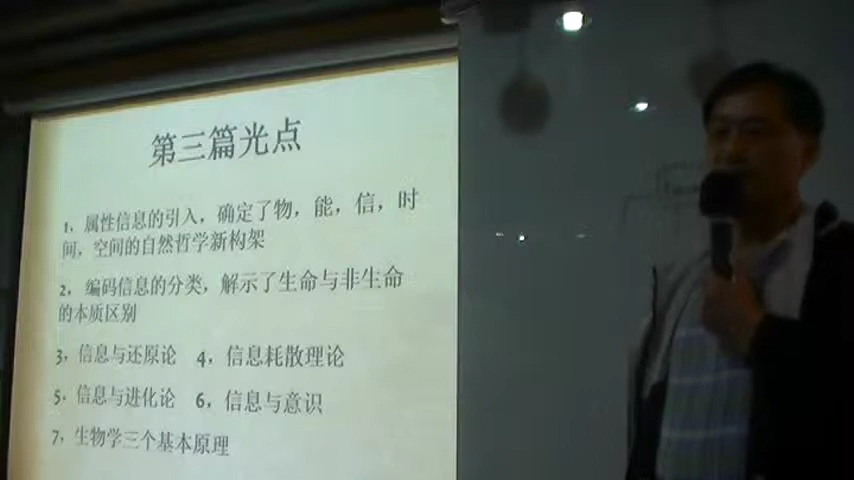 第三篇光点
1，属性信息的引入，确定了物，能，信，时
间，空间的自然哲学新构架
2，编码信息的分类，解示了生命与非生命
的本质区别
3，信息与还原论 4，信息耗散理论
5，信息与进化论 6，信息与意识
7，生物学三个基本原理